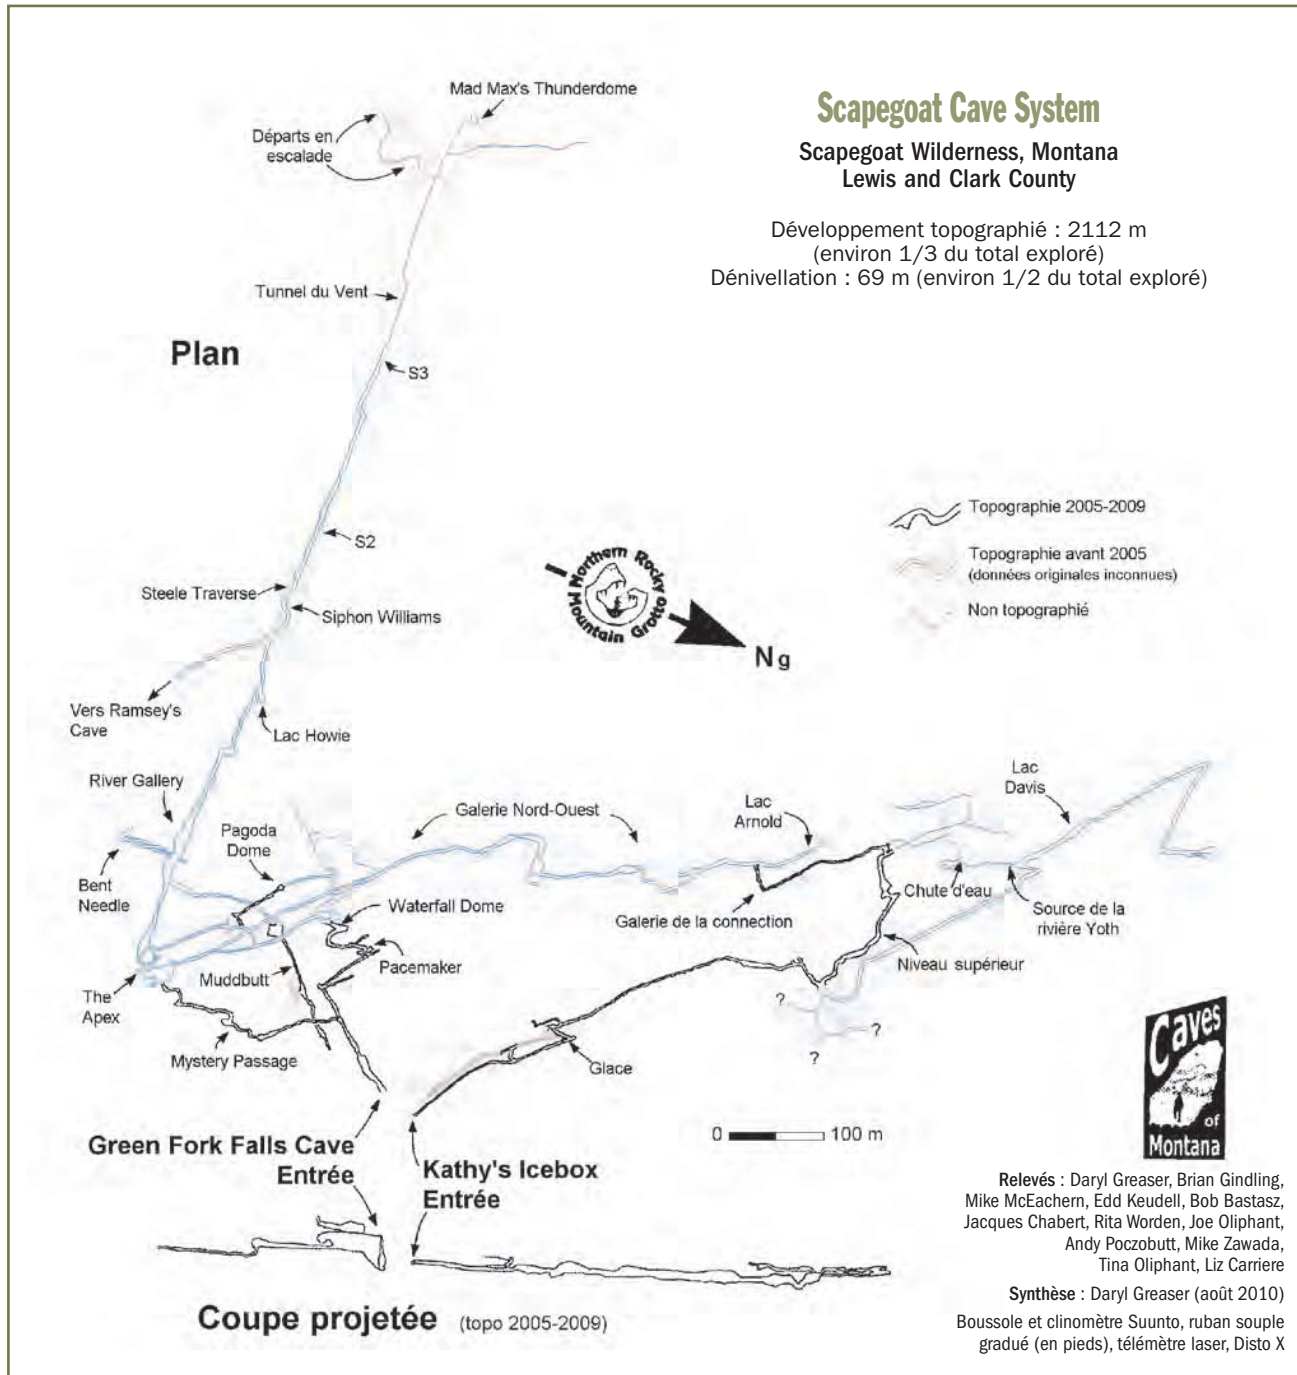 Scapegoat Cave System
Scapegoat Wilderness, Montana
Lewis and Clark County
Développement topographié : 2112 m
(environ 1/3 du total exploré)
Dénivellation : 69 m (environ 1/2 du total exploré)
Mad Max's Thunderdome
Départs en
escalade
Tunnel du Vent
Plan
S3
S2
Steele Traverse
Siphon Williams
Vers Ramsey's
Cave
Lac Howie
River Gallery
Pagoda
Dome
Bent
Needle
The
Apex
Muddbutt
Mystery Passage
Waterfall Dome
Pacemaker
Galerie Nord-Ouest
Lac
Arnold
Galerie de la connection
Lac
Davis
Chute d'eau
Source de la
rivière Yoth
Niveau supérieur
?
?
?
Glace
Northern Rocky
Mountain Grotto
Ng
Topographie 2005-2009
Topographie avant 2005
(données originales inconnues)
Non topographié
Green Fork Falls Cave
Entrée
Kathy's Icebox
Entrée
0 100 m
Coupe projetée (topo 2005-2009)
Caves
of
Montana
Relevés : Daryl Greaser, Brian Gindling,
Mike McEachern, Edd Keudell, Bob Bastasz,
Jacques Chabert, Rita Worden, Joe Oliphant,
Andy Poczobutt, Mike Zawada,
Tina Oliphant, Liz Carriere
Synthèse : Daryl Greaser (août 2010)
Boussole et clinomètre Suunto, ruban souple
gradué (en pieds), télémètre laser, Disto X